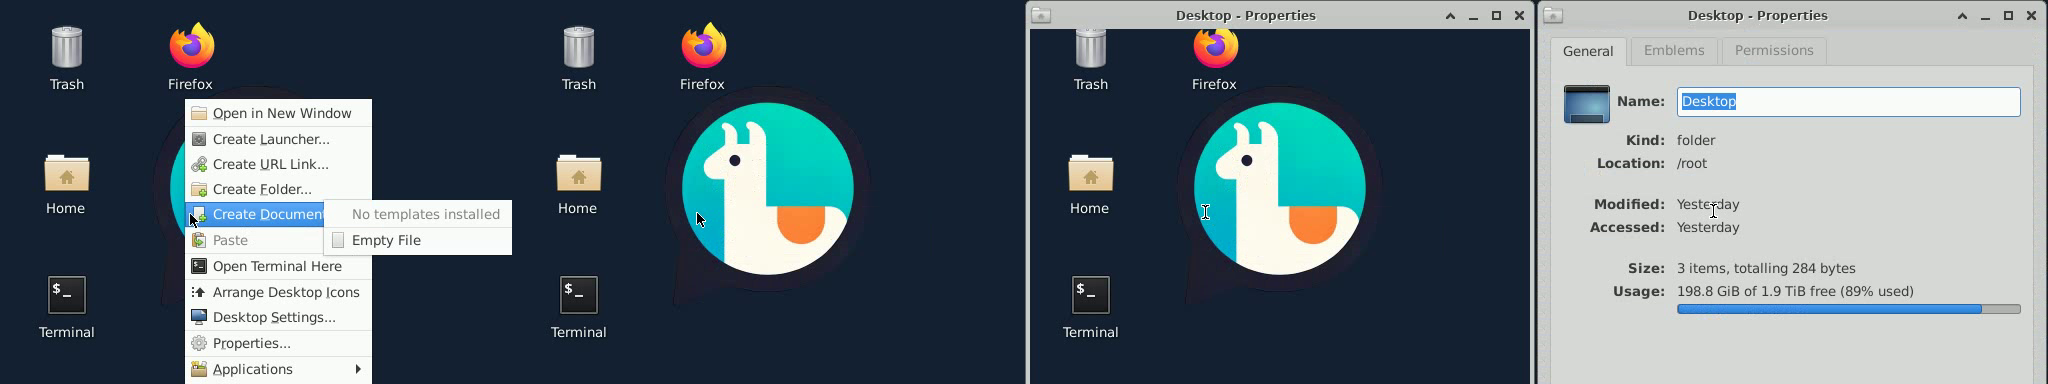 Trash
Firefox
Open in New Window
Create Launcher...
Create URL Link...
Create Folder...
Home
Create Document
No templates installed
Empty File
Paste
Open Terminal Here
Arrange Desktop Icons
Desktop Settings...
Terminal
Properties...
Applications
Trash
Firefox
Home
$_
Terminal
Desktop - Properties
Trash
Firefox
Home
$_
Terminal
Desktop - Properties
General
Emblems
Permissions
Name: Desktop
Kind: folder
Location: /root
Modified: Yesterday
Accessed: Yesterday
Size: 3 items, totalling 284 bytes
Usage: 198.8 GiB of 1.9 TiB free (89% used)